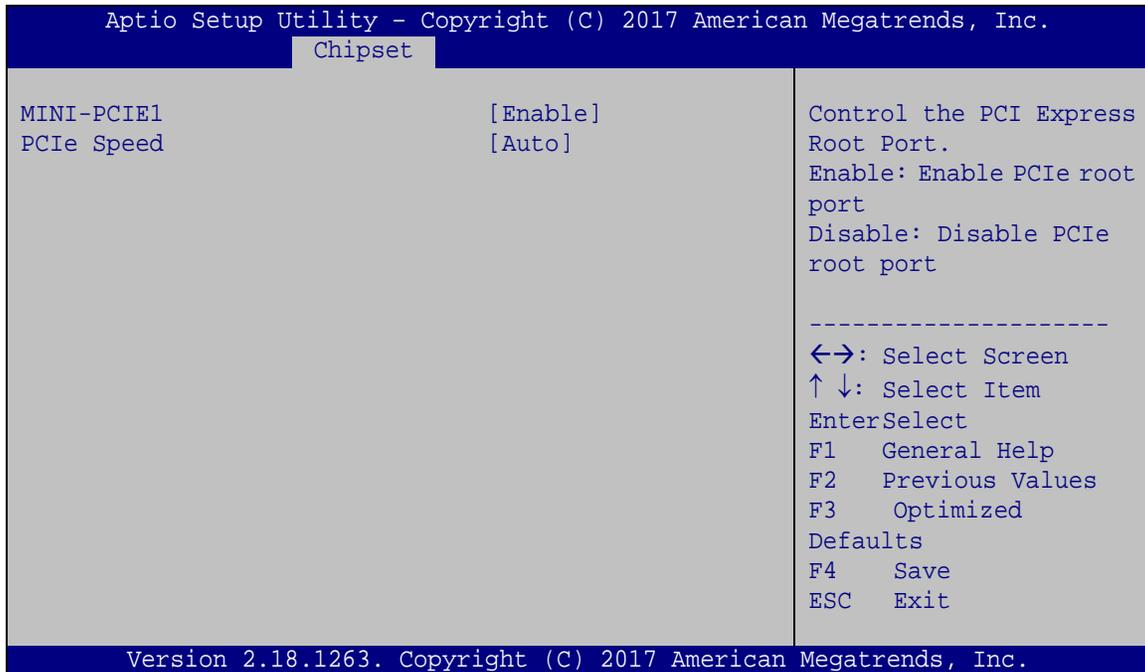 Aptio Setup Utility – Copyright (C) 2017 American Megatrends, Inc.
Chipset
MINI-PCIE1 [Enable]
PCIe Speed [Auto]
Control the PCI Express
Root Port.
Enable: Enable PCIe root
port
Disable: Disable PCIe
root port
---------------------
←→: Select Screen
↑ ↓: Select Item
EnterSelect
F1 General Help
F2 Previous Values
F3 Optimized
Defaults
F4 Save
ESC Exit
Version 2.18.1263. Copyright (C) 2017 American Megatrends, Inc.